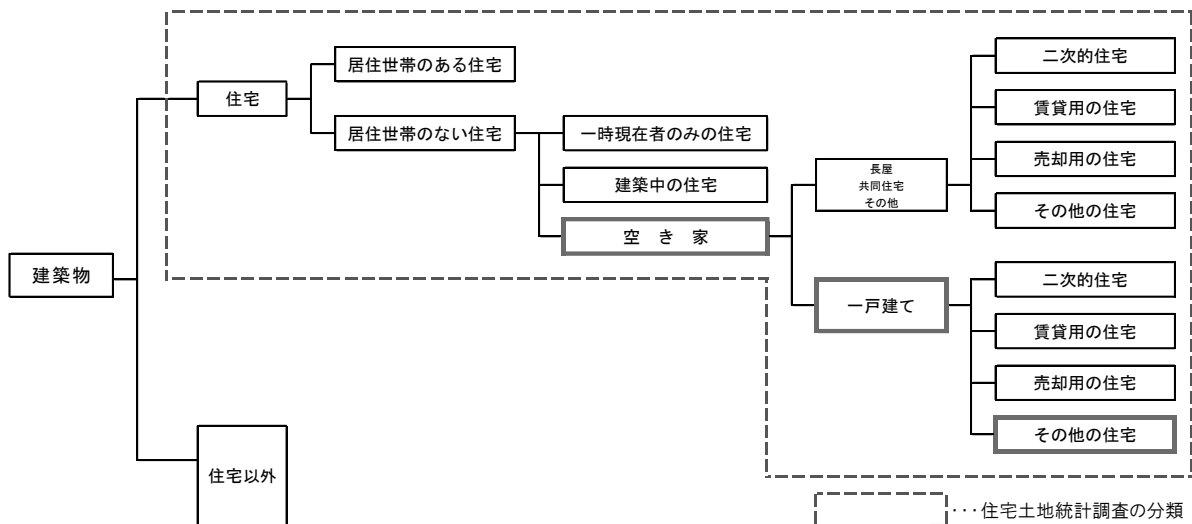 建築物
住宅
住宅以外
居住世帯のある住宅
居住世帯のない住宅
一時現在者のみの住宅
建築中の住宅
空き家
長屋
共同住宅
その他
一戸建て
二次的住宅
賃貸用の住宅
売却用の住宅
その他の住宅
二次的住宅
賃貸用の住宅
売却用の住宅
その他の住宅
･･･住宅土地統計調査の分類